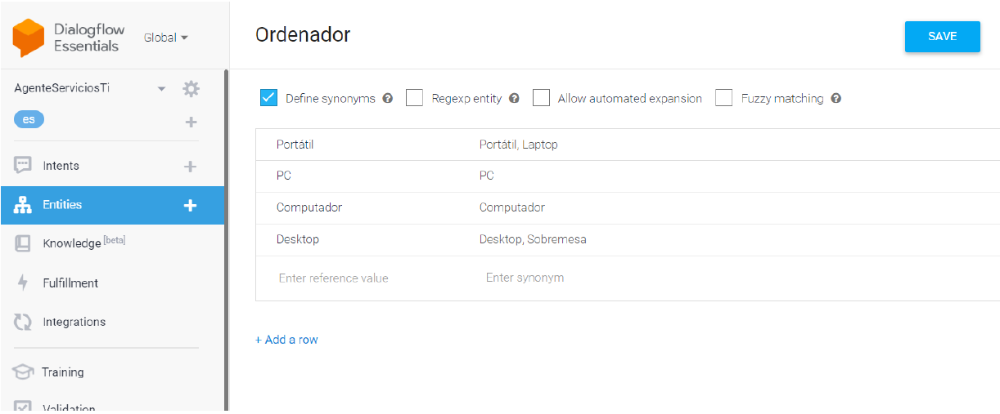 Dialogflow
Essentials
Global
Ordenador
SAVE
AgenteServiciosTi
es
Define synonyms
Regexp entity
Allow automated expansion
Fuzzy matching
Intents
Entities
Knowledge [beta]
Fulfillment
Integrations
Training
Validation
Portátil Portátil, Laptop
PC PC
Computador Computador
Desktop Desktop, Sobremesa
Enter reference value Enter synonym
+ Add a row